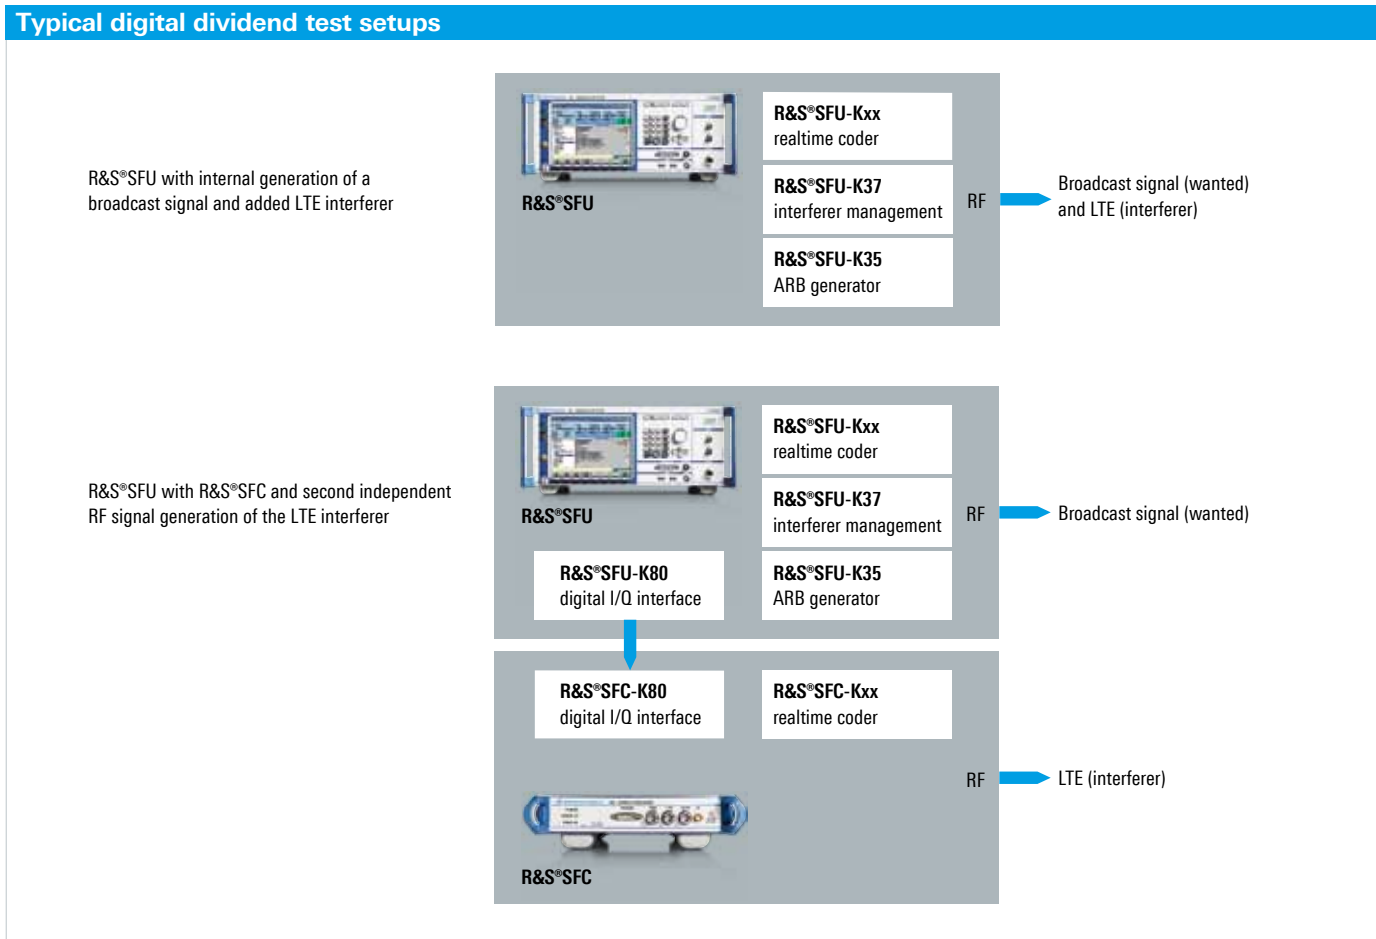 Typical digital dividend test setups
R&S®SFU with internal generation of a
broadcast signal and added LTE interferer
R&S®SFU
R&S®SFU-Kxx
realtime coder
R&S®SFU-K37
interferer management
R&S®SFU-K35
ARB generator
RF
Broadcast signal (wanted)
and LTE (interferer)
R&S®SFU with R&S®SFC and second independent
RF signal generation of the LTE interferer
R&S®SFU
R&S®SFU-Kxx
realtime coder
R&S®SFU-K37
interferer management
R&S®SFU-K35
ARB generator
RF
Broadcast signal (wanted)
R&S®SFU-K80
digital I/Q interface
R&S®SFC-K80
digital I/Q interface
R&S®SFC-Kxx
realtime coder
RF
LTE (interferer)
R&S®SFC